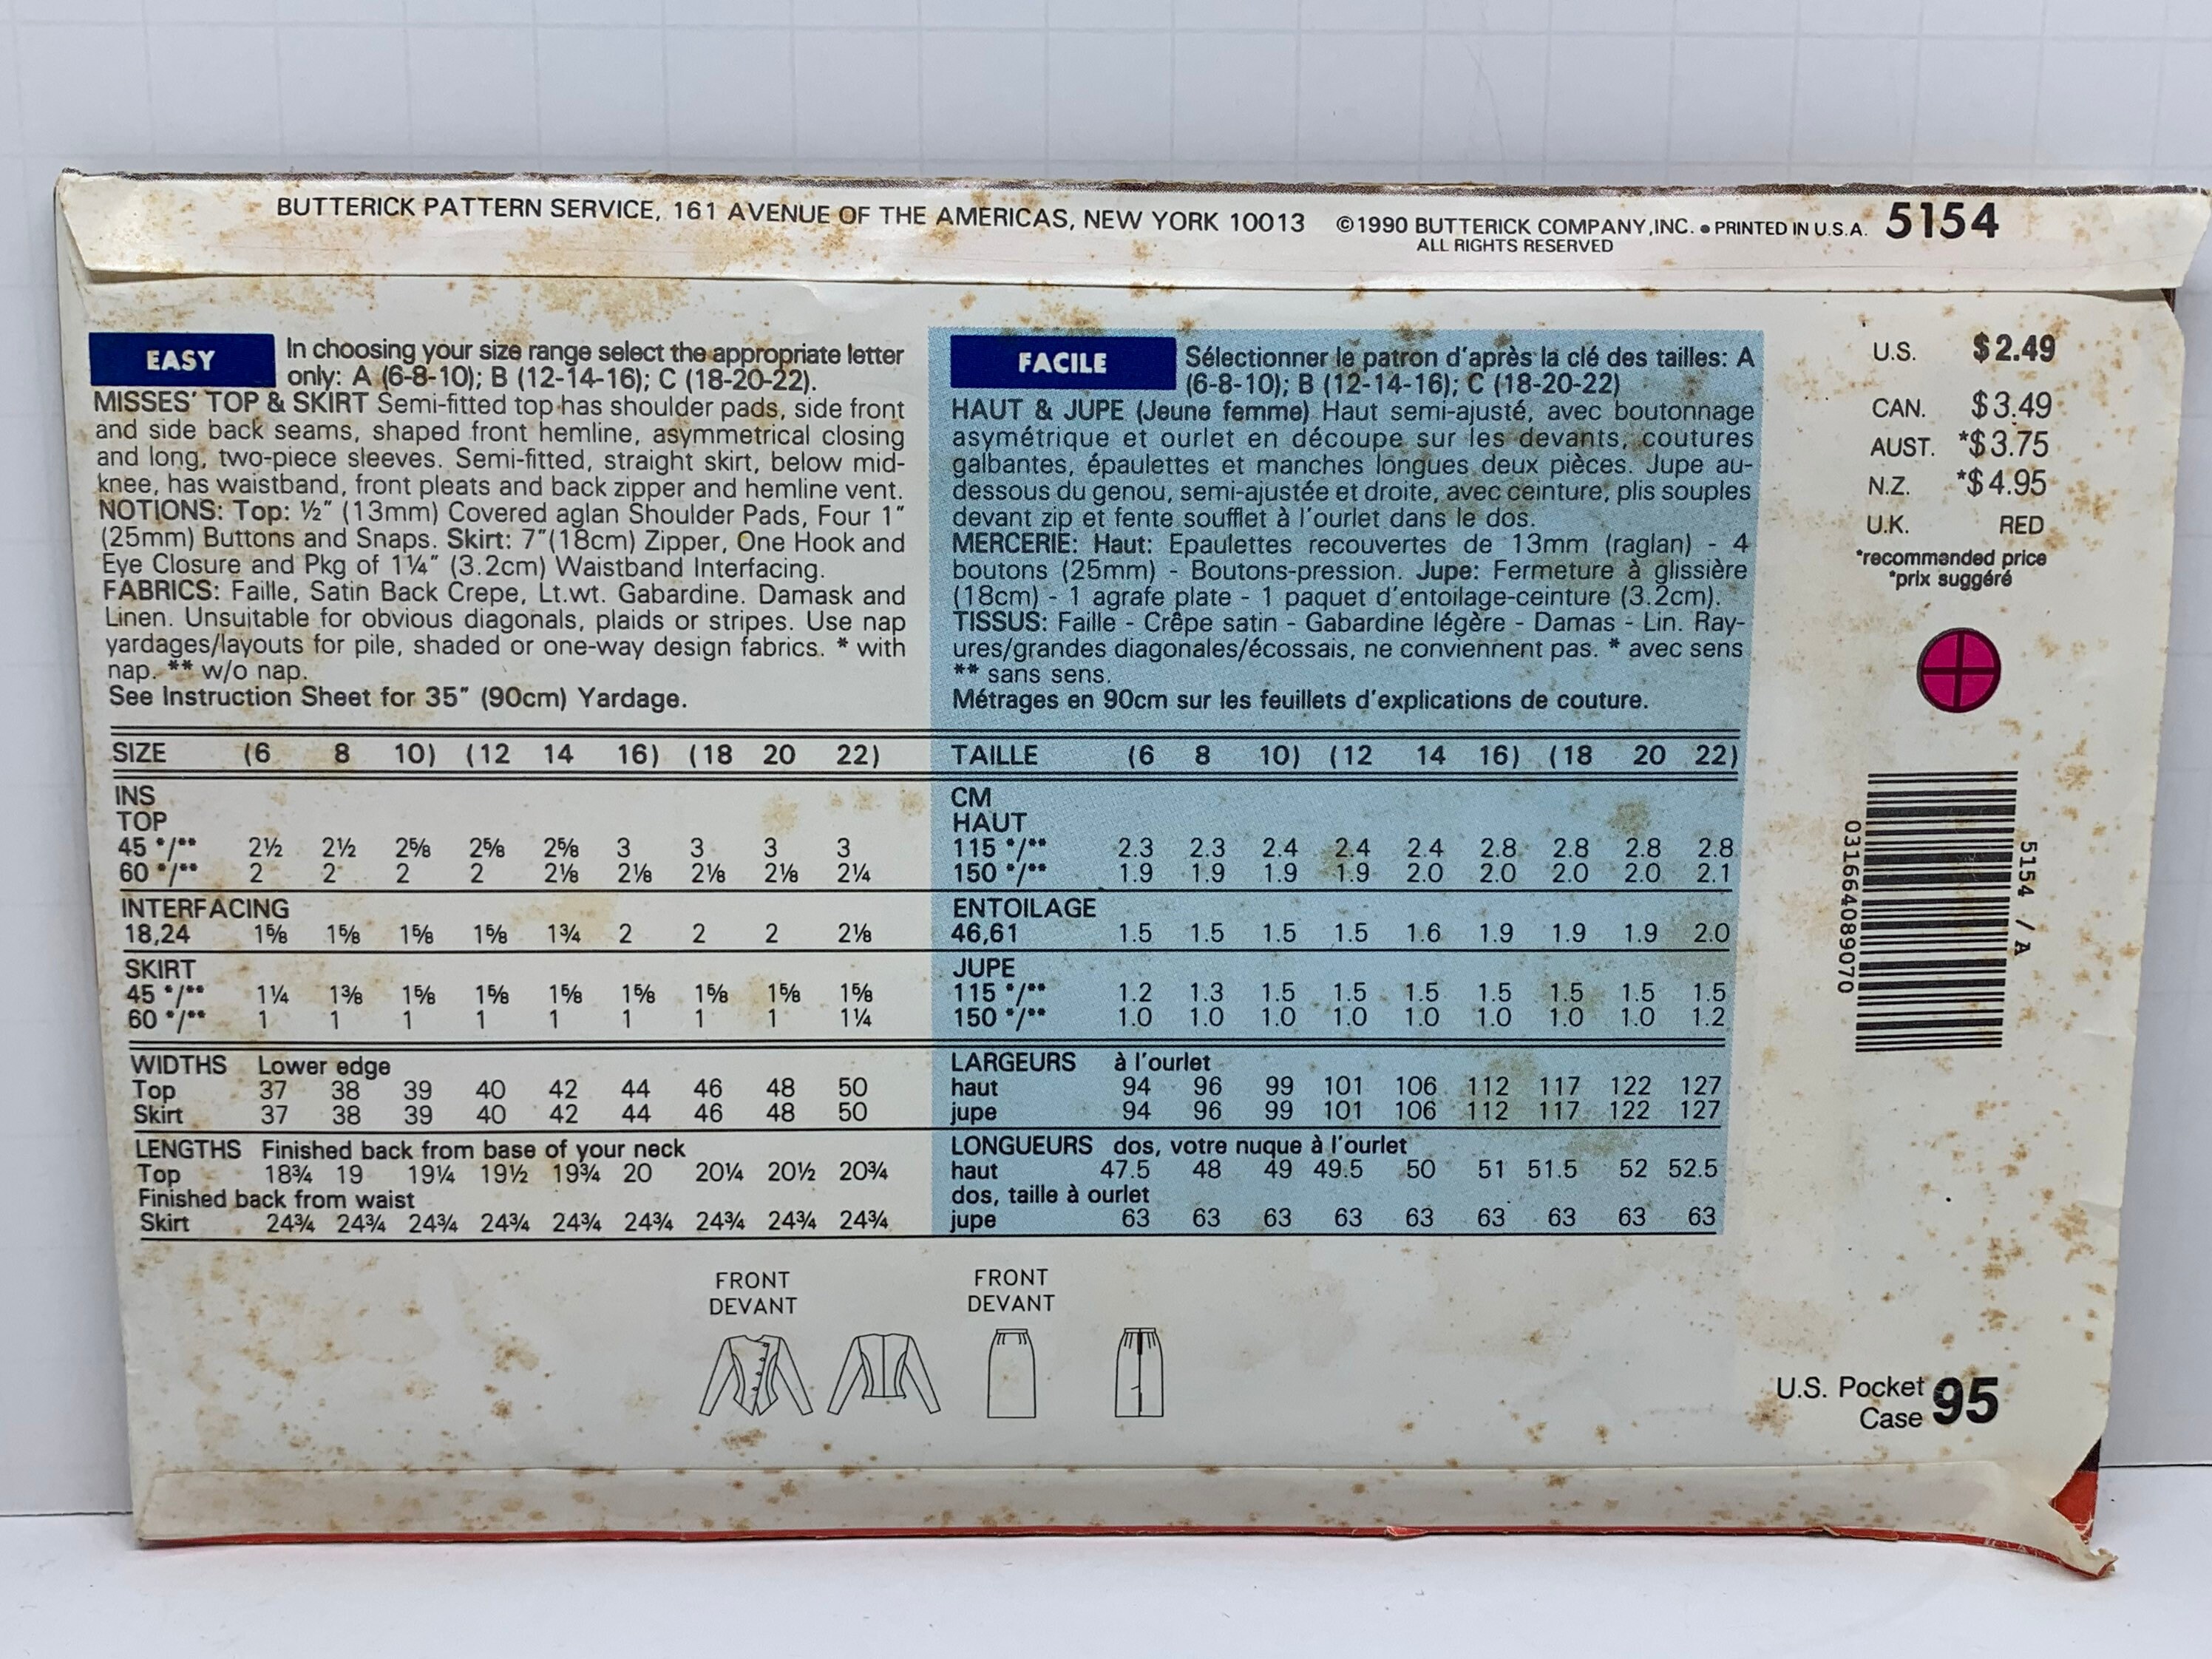 BUTTERICK PATTERN SERVICE, 161 AVENUE OF THE AMERICAS, NEW YORK 10013 ©1990 BUTTERICK COMPANY,INC. • PRINTED IN U.S.A. 5154
ALL RIGHTS RESERVED
EASY
In choosing your size range select the appropriate letter
only: A (6-8-10); B (12-14-16); C (18-20-22).
MISSES' TOP & SKIRT Semi-fitted top has shoulder pads, side front
and side back seams, shaped front hemline, asymmetrical closing
and long, two-piece sleeves. Semi-fitted, straight skirt, below mid-
knee, has waistband, front pleats and back zipper and hemline vent.
NOTIONS: Top: ½" (13mm) Covered aglan Shoulder Pads, Four 1"
(25mm) Buttons and Snaps. Skirt: 7"(18cm) Zipper, One Hook and
Eye Closure and Pkg of 1¼" (3.2cm) Waistband Interfacing.
FABRICS: Faille, Satin Back Crepe, Lt.wt. Gabardine. Damask and
Linen. Unsuitable for obvious diagonals, plaids or stripes. Use nap
yardages/layouts for pile, shaded or one-way design fabrics. * with
nap. ** w/o nap.
See Instruction Sheet for 35" (90cm) Yardage.
SIZE (6 8 10) (12 14 16) (18 20 22)
INS
TOP
45 */** 2½ 2½ 2⅝ 2⅝ 2⅝ 3 3 3 3
60 */** 2 2 2 2 2⅛ 2⅛ 2⅛ 2⅛ 2¼
INTERFACING
18,24 1⅝ 1⅝ 1⅝ 1⅝ 1¾ 2 2 2 2⅛
SKIRT
45 */** 1¼ 1⅜ 1⅝ 1⅝ 1⅝ 1⅝ 1⅝ 1⅝ 1⅝
60 */** 1 1 1 1 1 1 1 1 1¼
WIDTHS Lower edge
Top 37 38 39 40 42 44 46 48 50
Skirt 37 38 39 40 42 44 46 48 50
LENGTHS Finished back from base of your neck
Top 18¾ 19 19¼ 19½ 19¾ 20 20¼ 20½ 20¾
Finished back from waist
Skirt 24¾ 24¾ 24¾ 24¾ 24¾ 24¾ 24¾ 24¾ 24¾
FACILE
Sélectionner le patron d'après la clé des tailles: A
(6-8-10); B (12-14-16); C (18-20-22)
HAUT & JUPE (Jeune femme) Haut semi-ajusté, avec boutonnage
asymétrique et ourlet en découpe sur les devants, coutures
galbantes, épaulettes et manches longues deux pièces. Jupe au-
dessous du genou, semi-ajustée et droite, avec ceinture, plis souples
devant zip et fente soufflet à l'ourlet dans le dos.
MERCERIE: Haut: Epaulettes recouvertes de 13mm (raglan) - 4
boutons (25mm) - Boutons-pression. Jupe: Fermeture à glissière
(18cm) - 1 agrafe plate - 1 paquet d'entoilage-ceinture (3.2cm).
TISSUS: Faille - Crêpe satin - Gabardine légère - Damas - Lin. Ray-
ures/grandes diagonales/écossais, ne conviennent pas. * avec sens
** sans sens.
Métrages en 90cm sur les feuillets d'explications de couture.
TAILLE (6 8 10) (12 14 16) (18 20 22)
CM
HAUT
115 */** 2.3 2.3 2.4 2.4 2.4 2.8 2.8 2.8 2.8
150 */** 1.9 1.9 1.9 1.9 2.0 2.0 2.0 2.0 2.1
ENTOILAGE
46,61 1.5 1.5 1.5 1.5 1.6 1.9 1.9 1.9 2.0
JUPE
115 */** 1.2 1.3 1.5 1.5 1.5 1.5 1.5 1.5 1.5
150 */** 1.0 1.0 1.0 1.0 1.0 1.0 1.0 1.0 1.2
LARGEURS à l'ourlet
haut 94 96 99 101 106 112 117 122 127
jupe 94 96 99 101 106 112 117 122 127
LONGUEURS dos, votre nuque à l'ourlet
haut 47.5 48 49 49.5 50 51 51.5 52 52.5
dos, taille à ourlet
jupe 63 63 63 63 63 63 63 63 63
U.S. $2.49
CAN. $3.49
AUST. *$3.75
N.Z. *$4.95
U.K. RED
*recommended price
*prix suggéré
5154 / A
031664089070
FRONT
DEVANT
FRONT
DEVANT
U.S. Pocket
Case 95